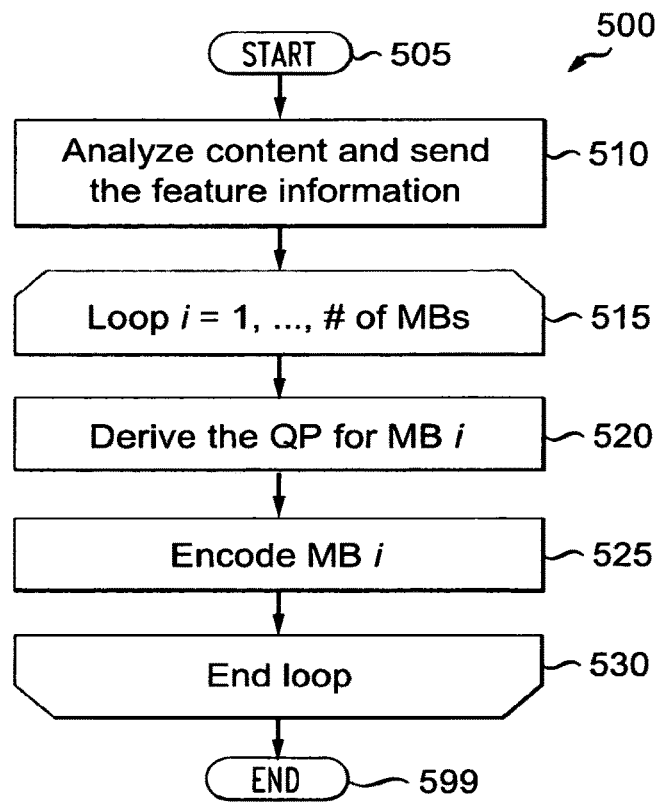 500
START 505
Analyze content and send
the feature information 510
Loop i = 1, ..., # of MBs 515
Derive the QP for MB i 520
Encode MB i 525
End loop 530
END 599